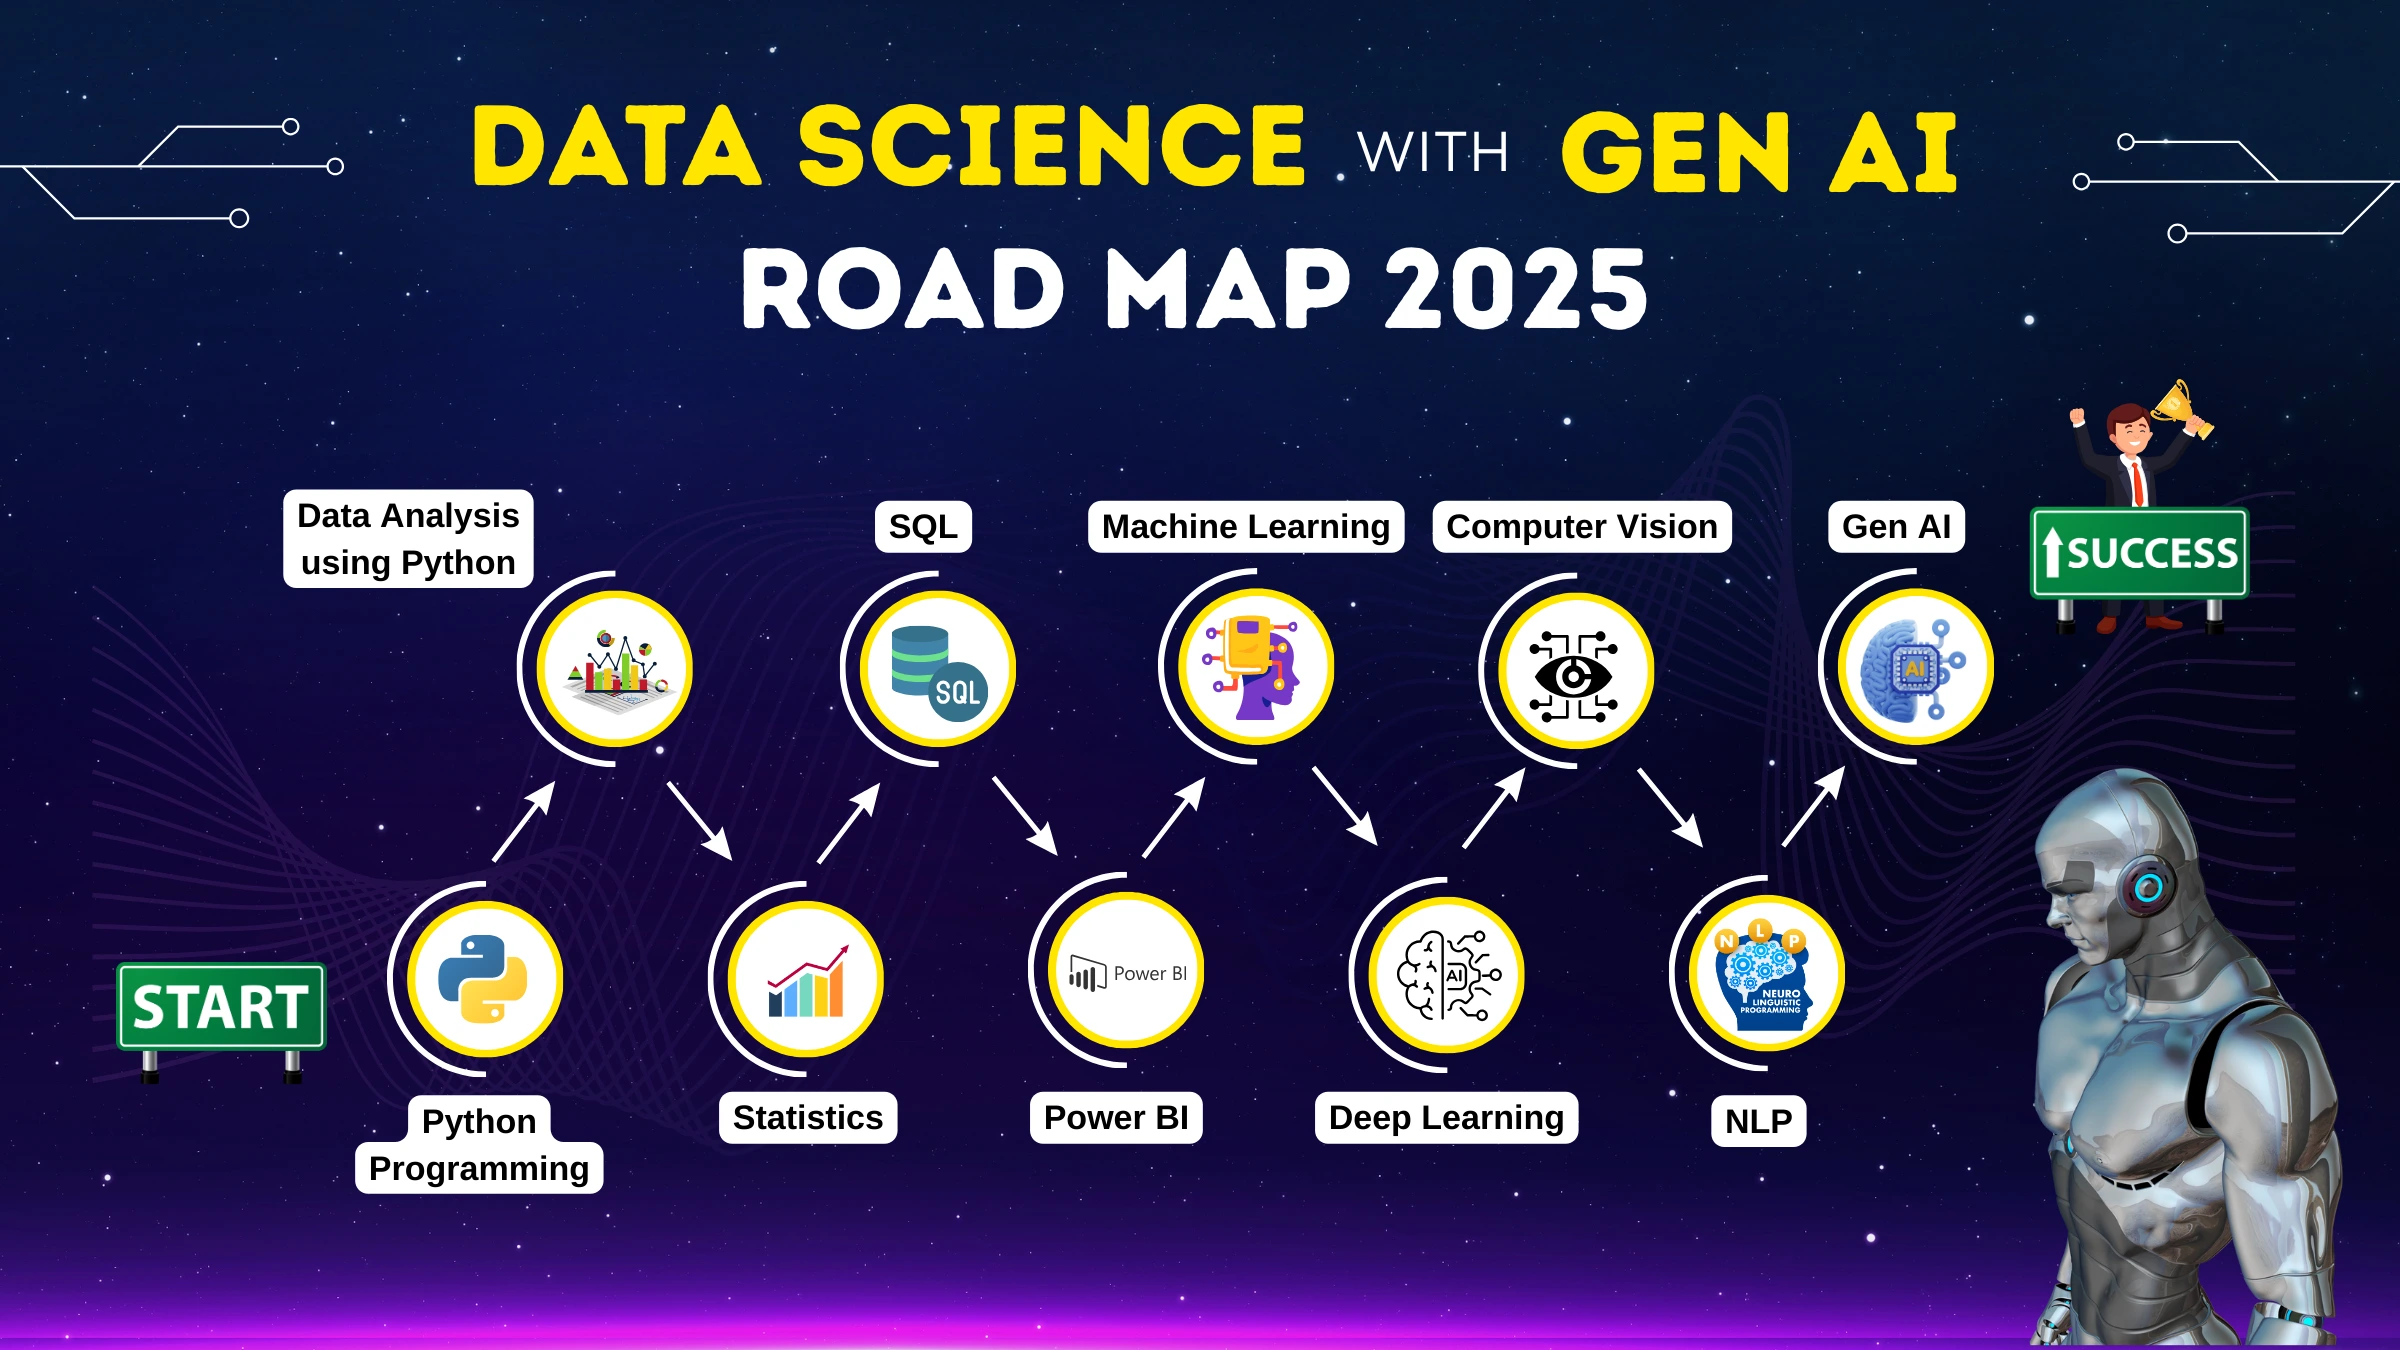 DATA SCIENCE WITH GEN AI
ROAD MAP 2025
Data Analysis
using Python
SQL
Machine Learning
Computer Vision
Gen AI
SUCCESS
SQL
AI
START
Power BI
AI
N L P
NEURO
LINGUISTIC
PROGRAMMING
Python
Programming
Statistics
Power BI
Deep Learning
NLP